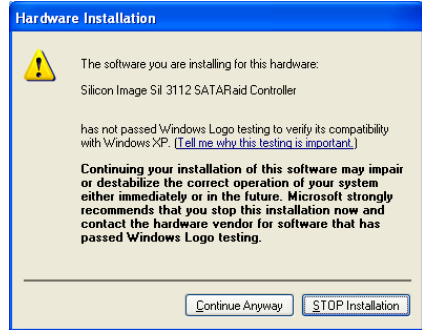 Hardware Installation
The software you are installing for this hardware:
Silicon Image SiI 3112 SATARaid Controller
has not passed Windows Logo testing to verify its compatibility
with Windows XP. (Tell me why this testing is important.)
Continuing your installation of this software may impair
or destabilize the correct operation of your system
either immediately or in the future. Microsoft strongly
recommends that you stop this installation now and
contact the hardware vendor for software that has
passed Windows Logo testing.
Continue Anyway
STOP Installation